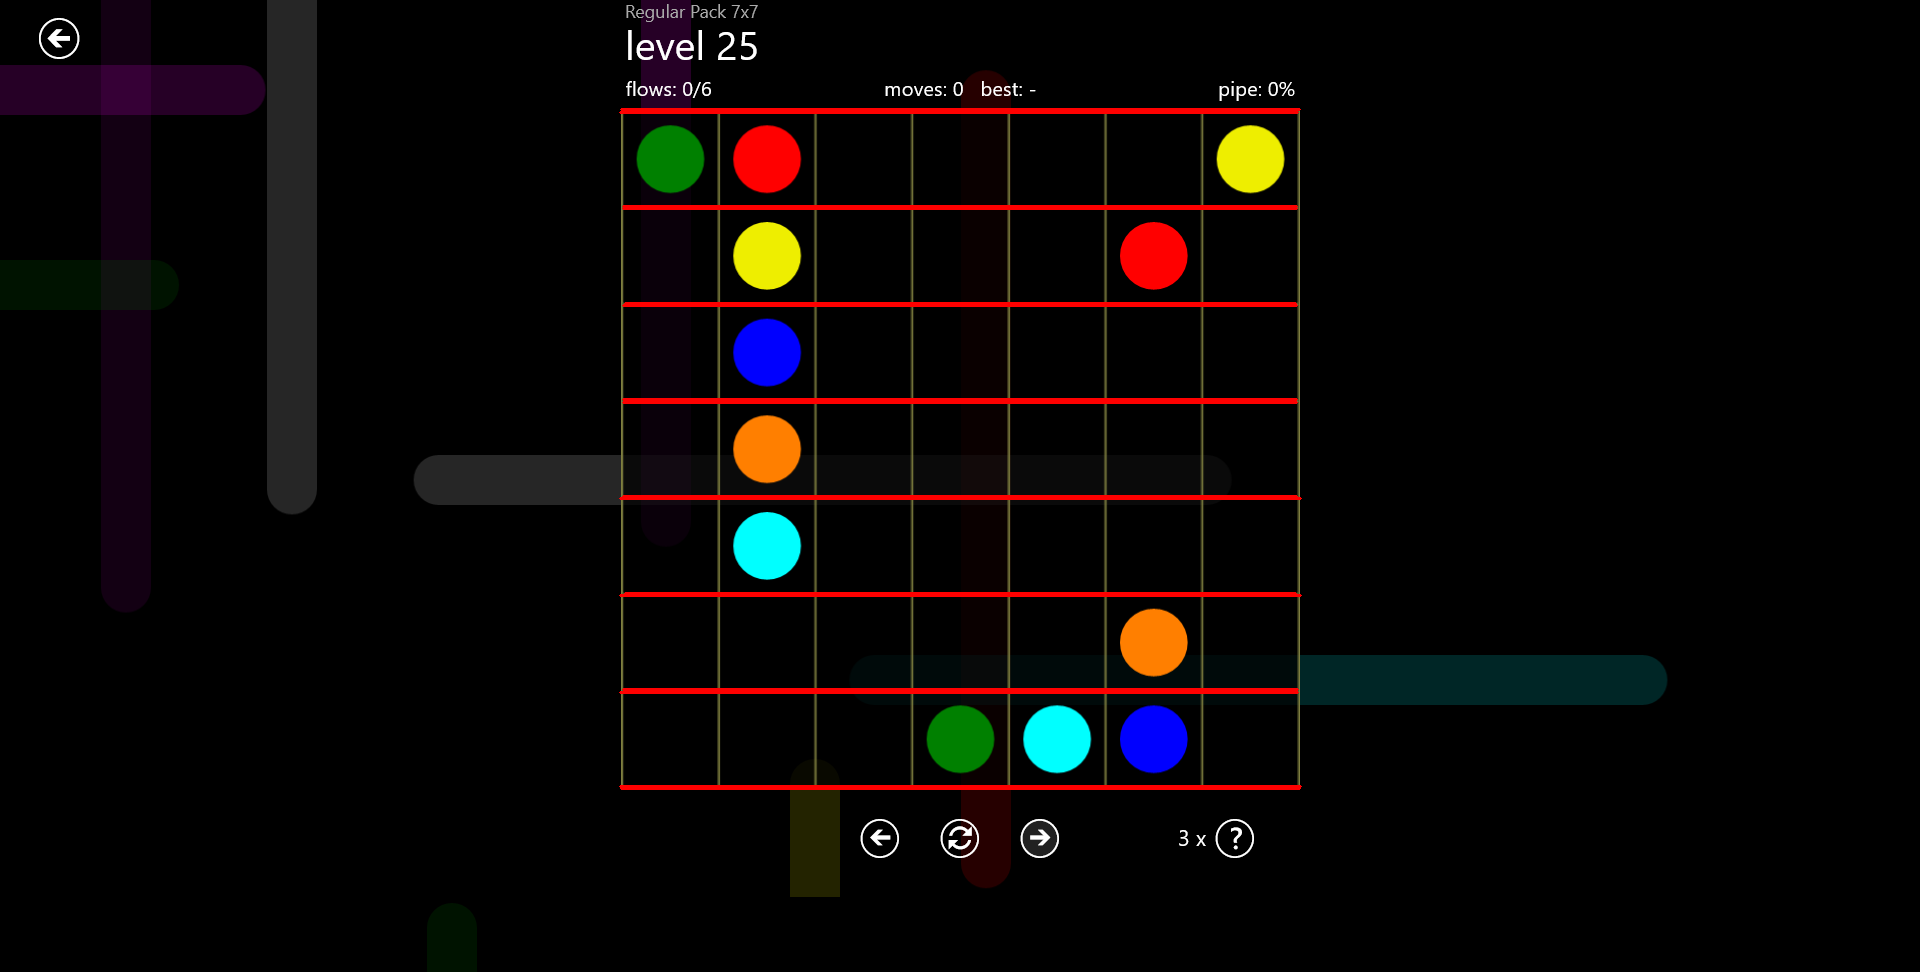 Regular Pack 7x7
level 25
flows: 0/6 moves: 0 best: - pipe: 0%
3 x ?